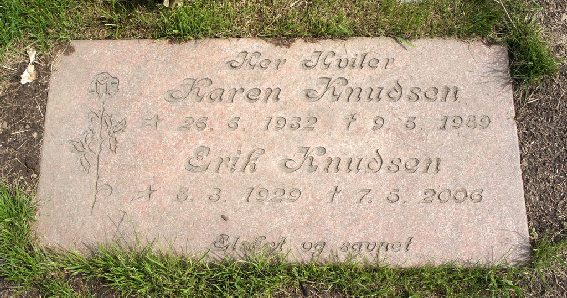 Her Hviler
Karen Knudsen
* 26. 6. 1932 † 9. 5. 1989
Erik Knudsen
* 5. 3. 1929 † 7. 5. 2006
Elsket og savnet